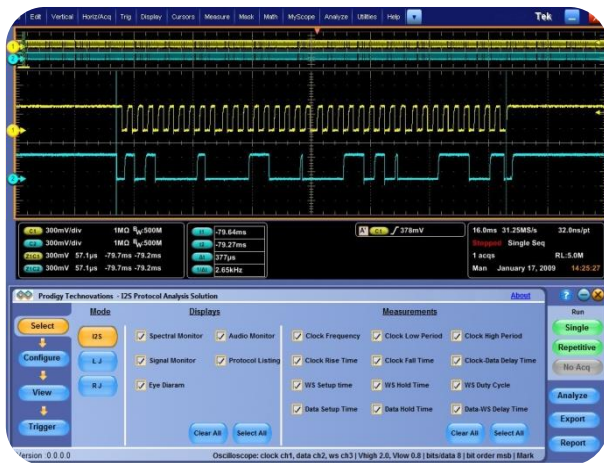 Edit Vertical Horiz/Acq Trig Display Cursors Measure Mask Math MyScope Analyze Utilities Help Tek
1
2
1
2
C1 300mV/div 1MΩ BW:500M
C2 300mV/div 1MΩ BW:500M
Z1C1 300mV 57.1µs -79.7ms -79.2ms
Z1C2 300mV 57.1µs -79.7ms -79.2ms
t1 -79.64ms
t2 -79.27ms
Δt 377µs
1/Δt 2.65kHz
A' C1 378mV
16.0ms 31.25MS/s 32.0ns/pt
Stopped Single Seq
1 acqs RL:5.0M
Man January 17, 2009 14:25:27
Prodigy Technovations - I2S Protocol Analysis Solution About
Mode Displays Measurements Run
Select
Configure
View
Trigger
I2S
L J
R J
Spectral Monitor Audio Monitor
Signal Monitor Protocol Listing
Eye Diaram
Clear All Select All
Clock Frequency Clock Low Period Clock High Period
Clock Rise Time Clock Fall Time Clock-Data Delay Time
WS Setup time WS Hold Time WS Duty Cycle
Data Setup Time Data Hold Time Data-WS Delay Time
Clear All Select All
Single
Repetitive
No Acq
Analyze
Export
Report
Version :0.0.0.0 Oscilloscope: clock ch1, data ch2, ws ch3 | Vhigh 2.0, Vlow 0.8 | bits/data 8 | bit order msb | Mark